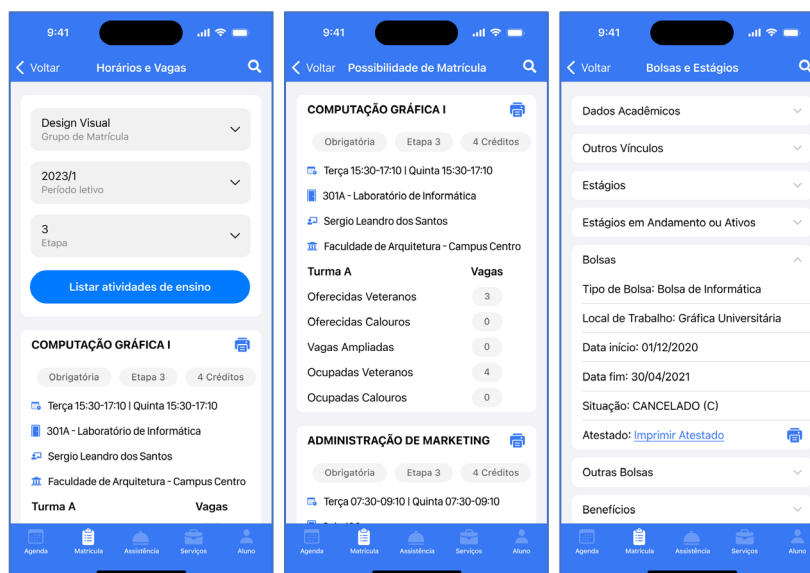 9:41
Voltar
Horários e Vagas
Design Visual
Grupo de Matrícula
2023/1
Período letivo
3
Etapa
Listar atividades de ensino
COMPUTAÇÃO GRÁFICA I
Obrigatória Etapa 3 4 Créditos
Terça 15:30-17:10 | Quinta 15:30-17:10
301A - Laboratório de Informática
Sergio Leandro dos Santos
Faculdade de Arquitetura - Campus Centro
Turma A Vagas
Agenda Matrícula Assistência Serviços Aluno
9:41
Voltar
Possibilidade de Matrícula
COMPUTAÇÃO GRÁFICA I
Obrigatória Etapa 3 4 Créditos
Terça 15:30-17:10 | Quinta 15:30-17:10
301A - Laboratório de Informática
Sergio Leandro dos Santos
Faculdade de Arquitetura - Campus Centro
Turma A Vagas
Oferecidas Veteranos 3
Oferecidas Calouros 0
Vagas Ampliadas 0
Ocupadas Veteranos 4
Ocupadas Calouros 0
ADMINISTRAÇÃO DE MARKETING
Obrigatória Etapa 3 4 Créditos
Terça 07:30-09:10 | Quinta 07:30-09:10
Agenda Matrícula Assistência Serviços Aluno
9:41
Voltar
Bolsas e Estágios
Dados Acadêmicos
Outros Vínculos
Estágios
Estágios em Andamento ou Ativos
Bolsas
Tipo de Bolsa: Bolsa de Informática
Local de Trabalho: Gráfica Universitária
Data início: 01/12/2020
Data fim: 30/04/2021
Situação: CANCELADO (C)
Atestado: Imprimir Atestado
Outras Bolsas
Benefícios
Agenda Matrícula Assistência Serviços Aluno